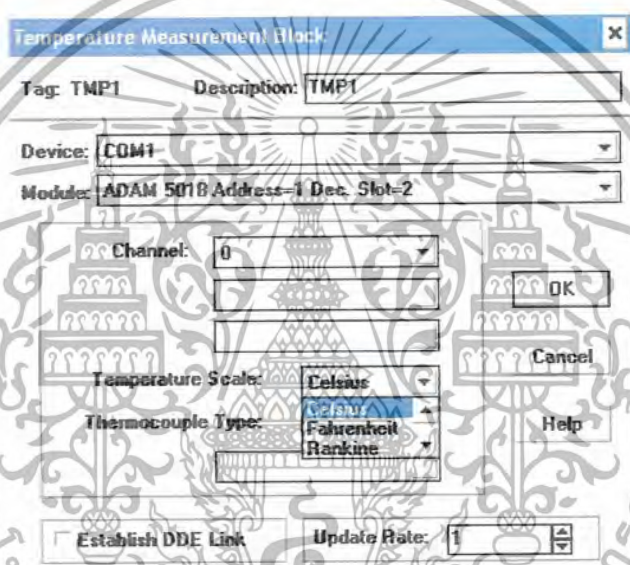 Temperature Measurement Block
Tag: TMP1 Description: TMP1
Device: COM1
Module: ADAM 5018 Address=1 Dec. Slot=2
Channel: 0
OK
Cancel
Temperature Scale: Celsius
Celsius
Thermocouple Type:
Fahrenheit
Help
Rankine
Establish DDE Link Update Rate: 1